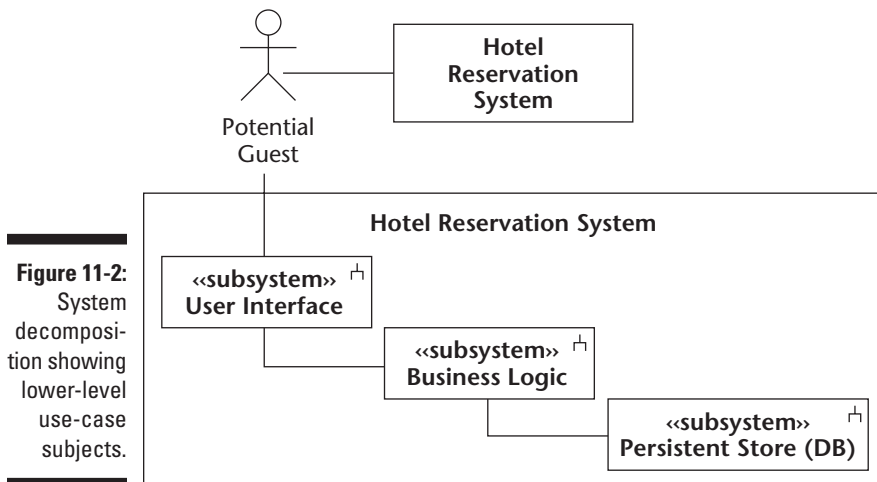 Hotel
Reservation
System
Potential
Guest
Hotel Reservation System
Figure 11-2:
System
decomposi-
tion showing
lower-level
use-case
subjects.
«subsystem»
User Interface
«subsystem»
Business Logic
«subsystem»
Persistent Store (DB)